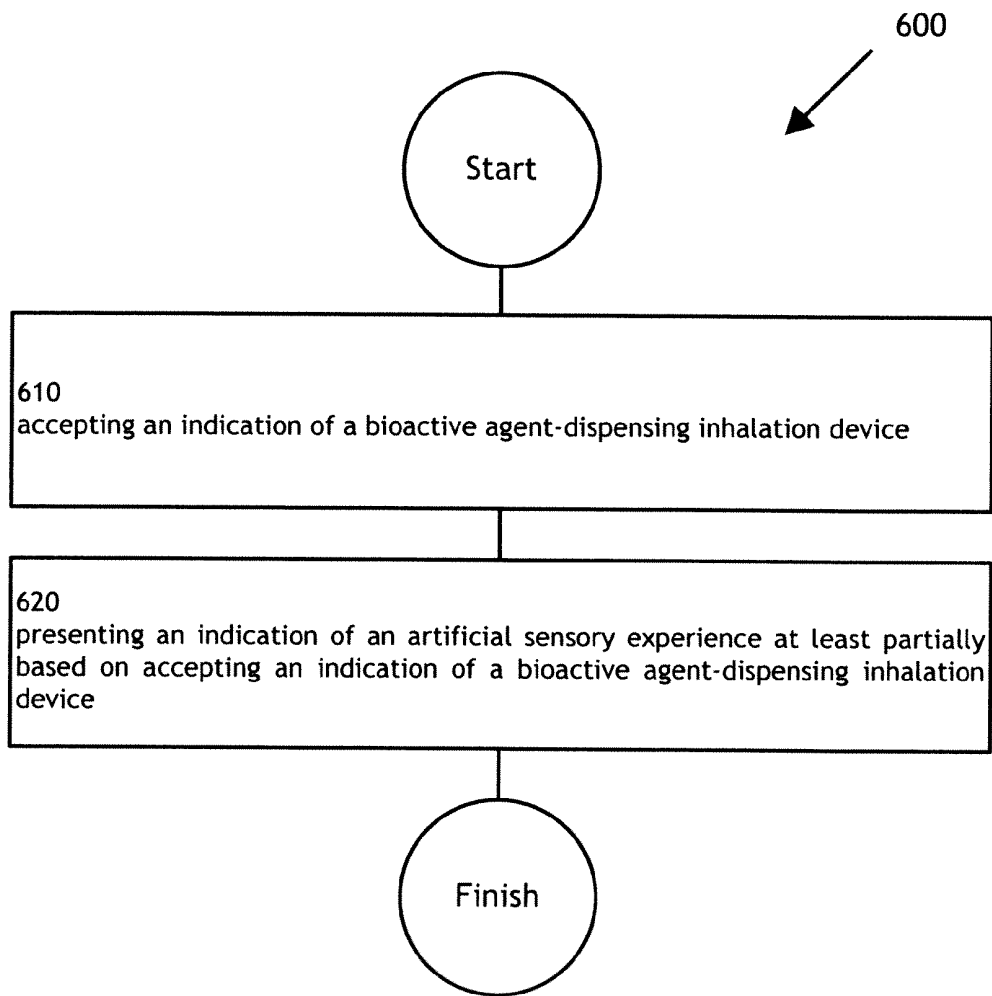 600
Start
610
accepting an indication of a bioactive agent-dispensing inhalation device
620
presenting an indication of an artificial sensory experience at least partially
based on accepting an indication of a bioactive agent-dispensing inhalation
device
Finish